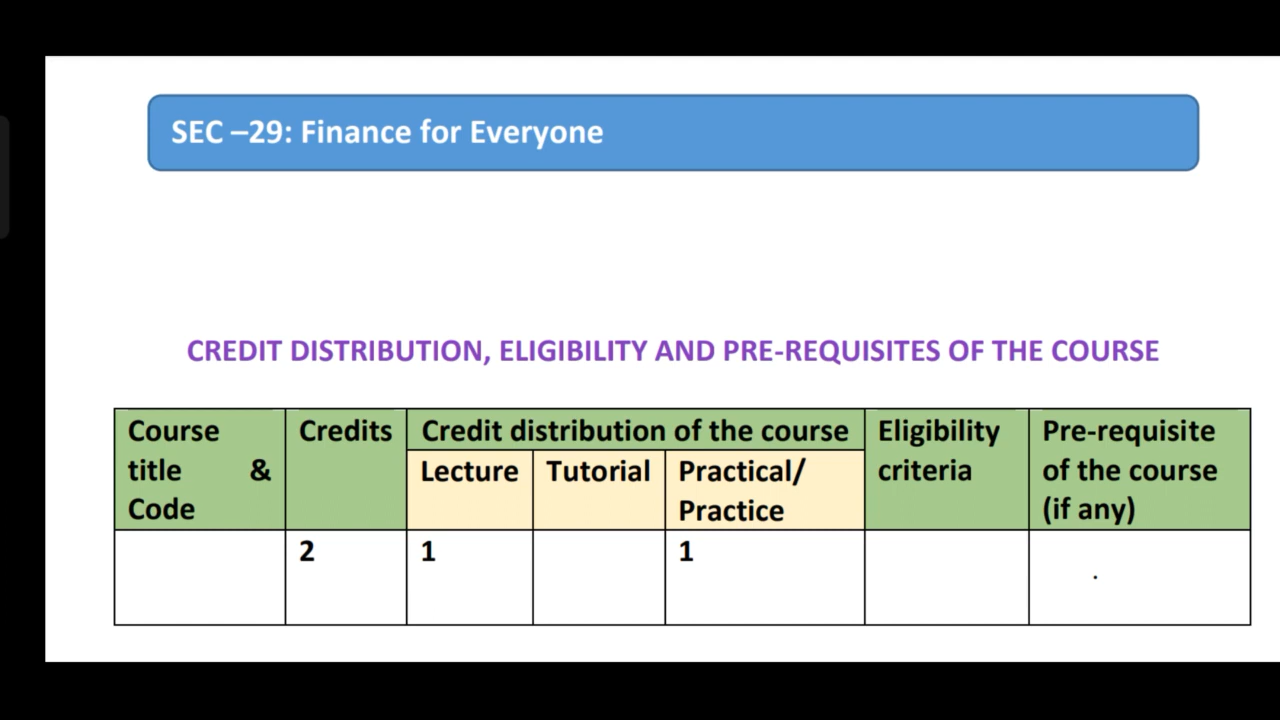 SEC –29: Finance for Everyone
CREDIT DISTRIBUTION, ELIGIBILITY AND PRE-REQUISITES OF THE COURSE
Course title & Code
Credits
Credit distribution of the course
Lecture
Tutorial
Practical/
Practice
Eligibility
criteria
Pre-requisite
of the course
(if any)
2
1
1
.